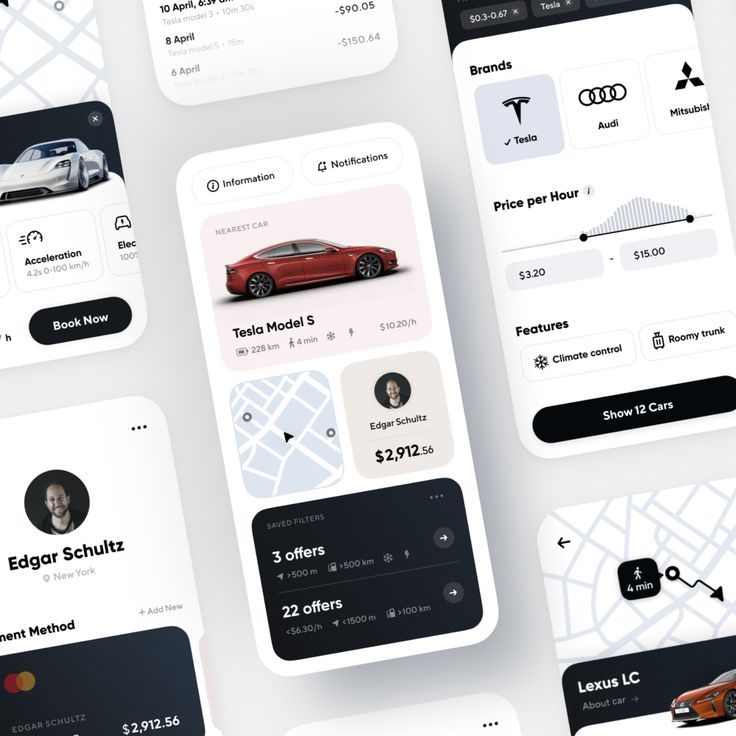 10 April, 6:39 am
-$90.05
Tesla model 3 • 10m 30s
8 April
-$150.64
Tesla model S • 15m
6 April
Tesla model 3 • 15m 25s
Acceleration
4.2s 0-100 km/h
Elec
100%
/ h
Book Now
Edgar Schultz
New York
+ Add New
ment Method
EDGAR SCHULTZ
$2,912.56
Information
Notifications
NEAREST CAR
Tesla Model S
228 km
4 min
$10.20/h
Edgar Schultz
$2,912.56
SAVED FILTERS
3 offers
>500 m
>500 km
22 offers
<$6.30/h
<1500 m
>100 km
$0.3-0.67 ×
Tesla ×
Brands
Tesla
Audi
Mitsubish
Price per Hour
$3.20
-
$15.00
Features
Climate control
Roomy trunk
Show 12 Cars
4 min
Lexus LC
About car →